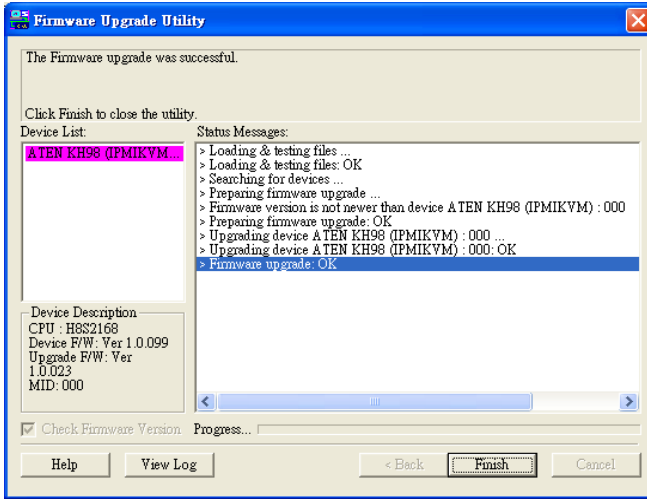 Firmware Upgrade Utility
The Firmware upgrade was successful.
Click Finish to close the utility.
Device List:
ATEN KH98 (IPMIKVM...
Status Messages:
> Loading & testing files ...
> Loading & testing files: OK
> Searching for devices ...
> Preparing firmware upgrade ...
> Firmware version is not newer than device ATEN KH98 (IPMIKVM) : 000
> Preparing firmware upgrade: OK
> Upgrading device ATEN KH98 (IPMIKVM) : 000 ...
> Upgrading device ATEN KH98 (IPMIKVM) : 000: OK
> Firmware upgrade: OK
Device Description
CPU : H8S2168
Device F/W: Ver 1.0.099
Upgrade F/W: Ver
1.0.023
MID: 000
Check Firmware Version
Progress...
Help
View Log
< Back
Finish
Cancel